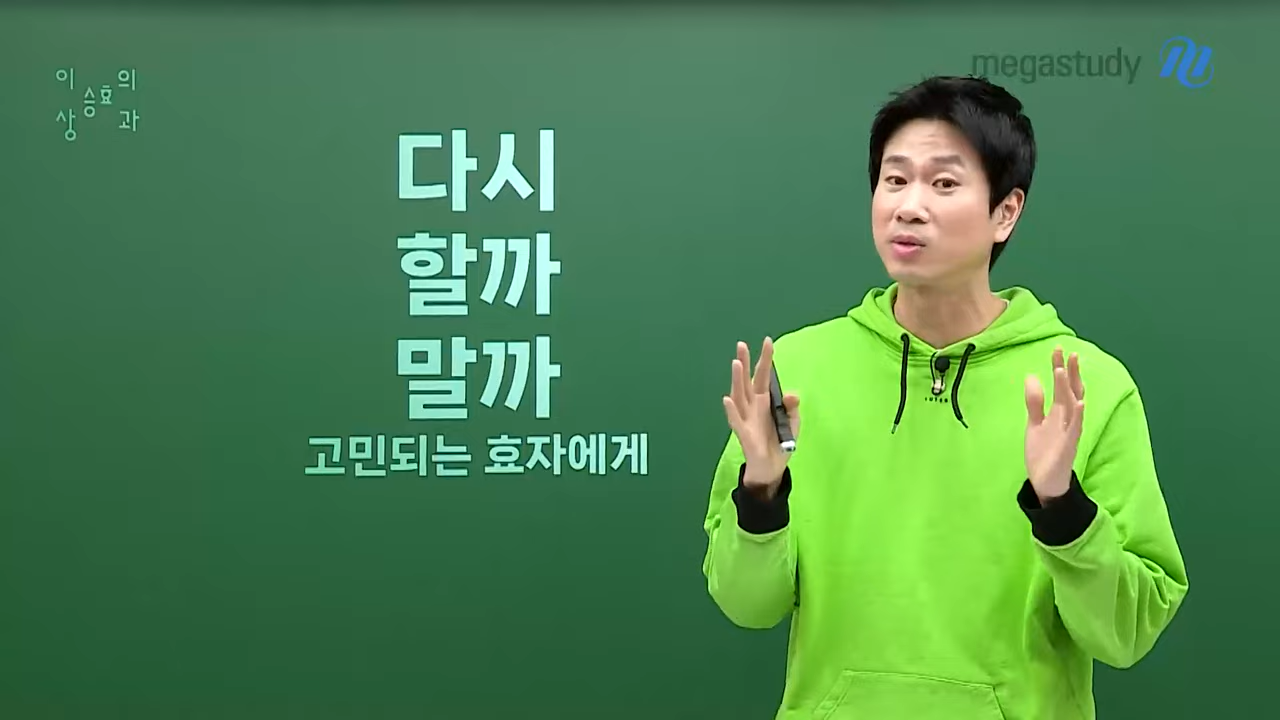 이승효의
상과
megastudy
다시
할까
말까
고민되는 효자에게